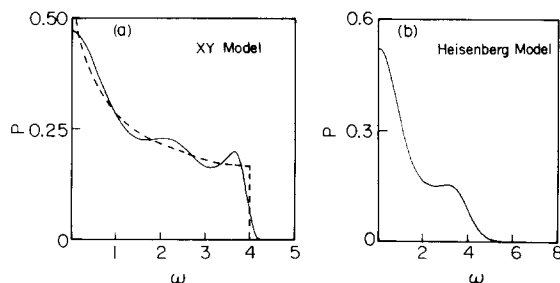 0.50
(a)
XY Model
P
0.25
0
1 2 3 4 5
ω
0.6
(b)
Heisenberg Model
P
0.3
0
2 4 6 8
ω